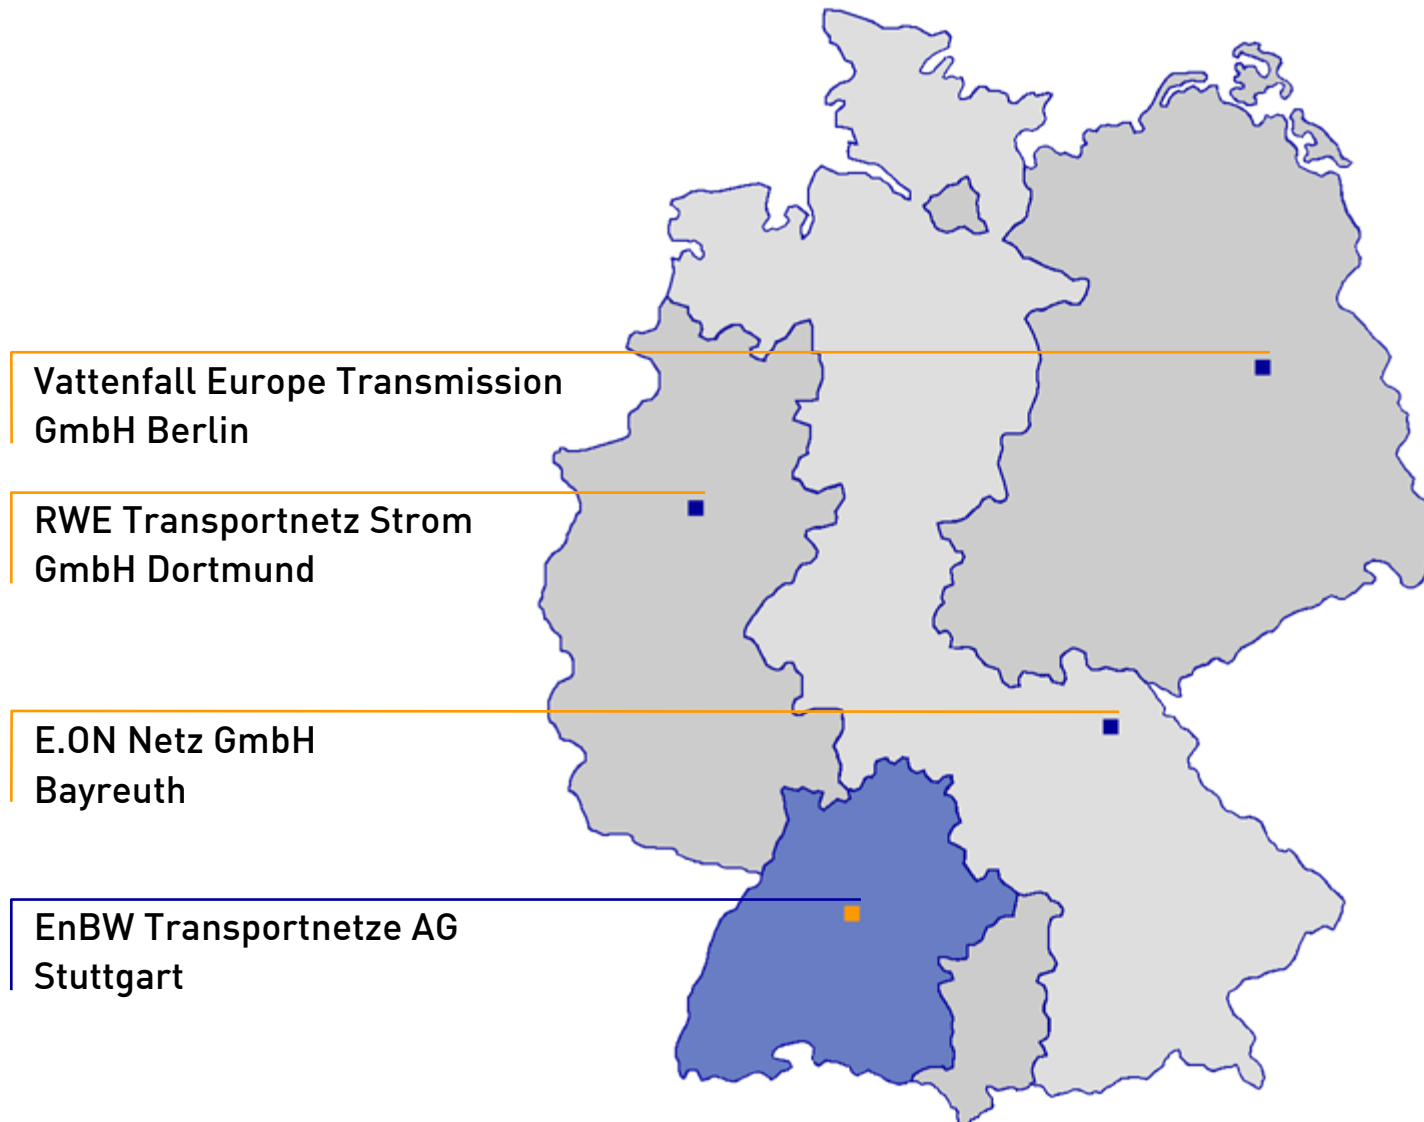 Vattenfall Europe Transmission
GmbH Berlin
RWE Transportnetz Strom
GmbH Dortmund
E.ON Netz GmbH
Bayreuth
EnBW Transportnetze AG
Stuttgart